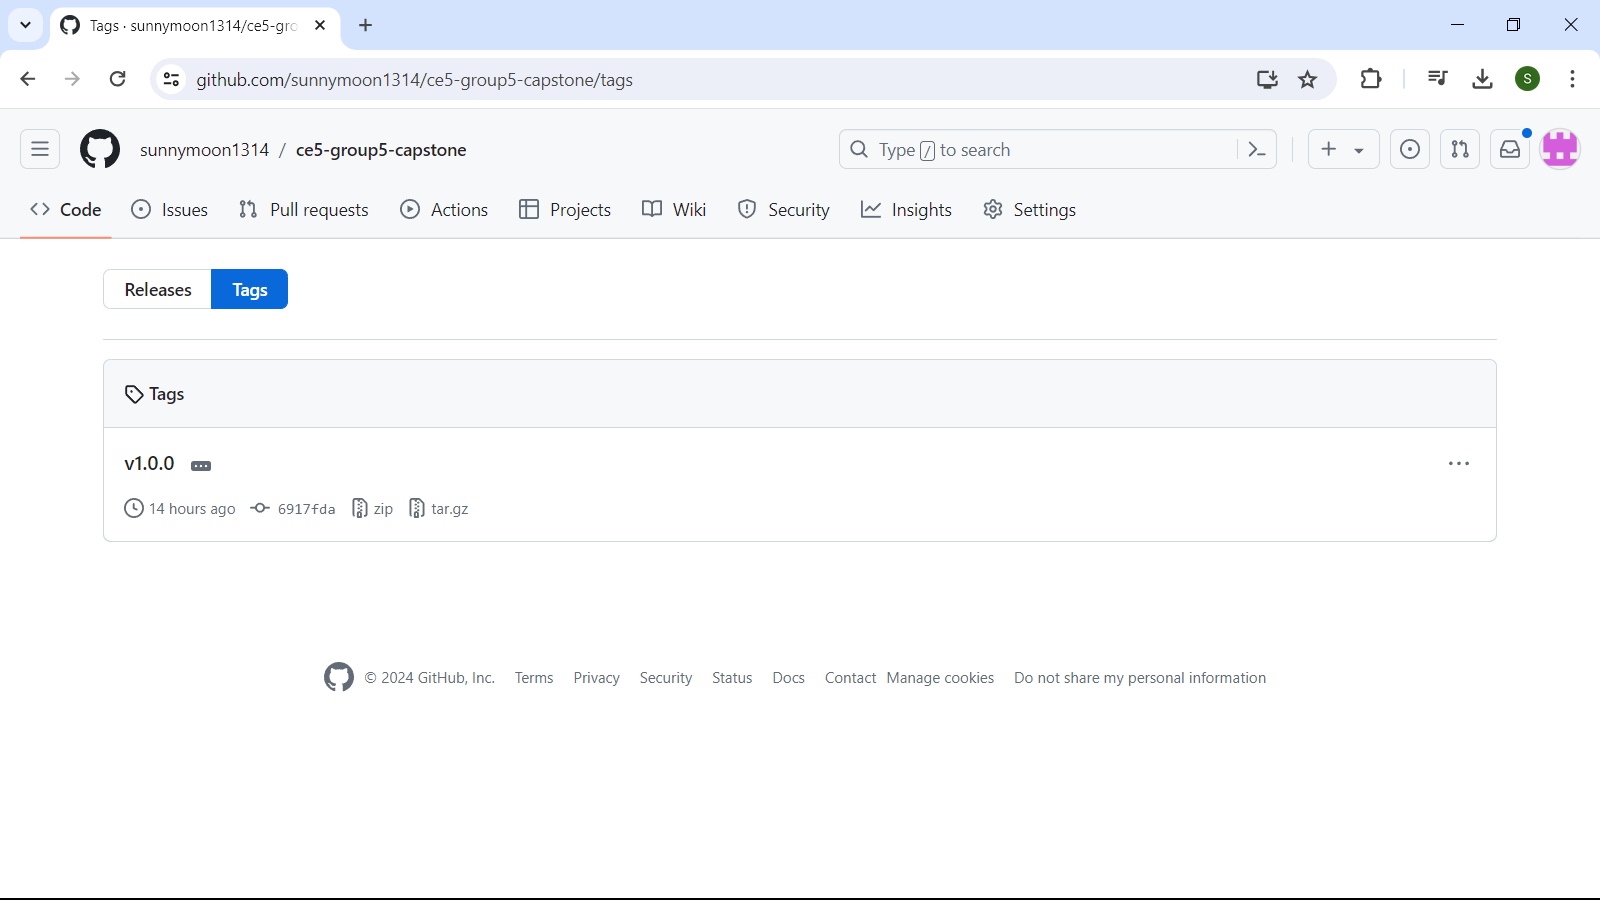 Tags · sunnymoon1314/ce5-gro
github.com/sunnymoon1314/ce5-group5-capstone/tags
S
sunnymoon1314 / ce5-group5-capstone
Type / to search
Code Issues Pull requests Actions Projects Wiki Security Insights Settings
Releases Tags
Tags
v1.0.0
14 hours ago 6917fda zip tar.gz
© 2024 GitHub, Inc. Terms Privacy Security Status Docs Contact Manage cookies Do not share my personal information